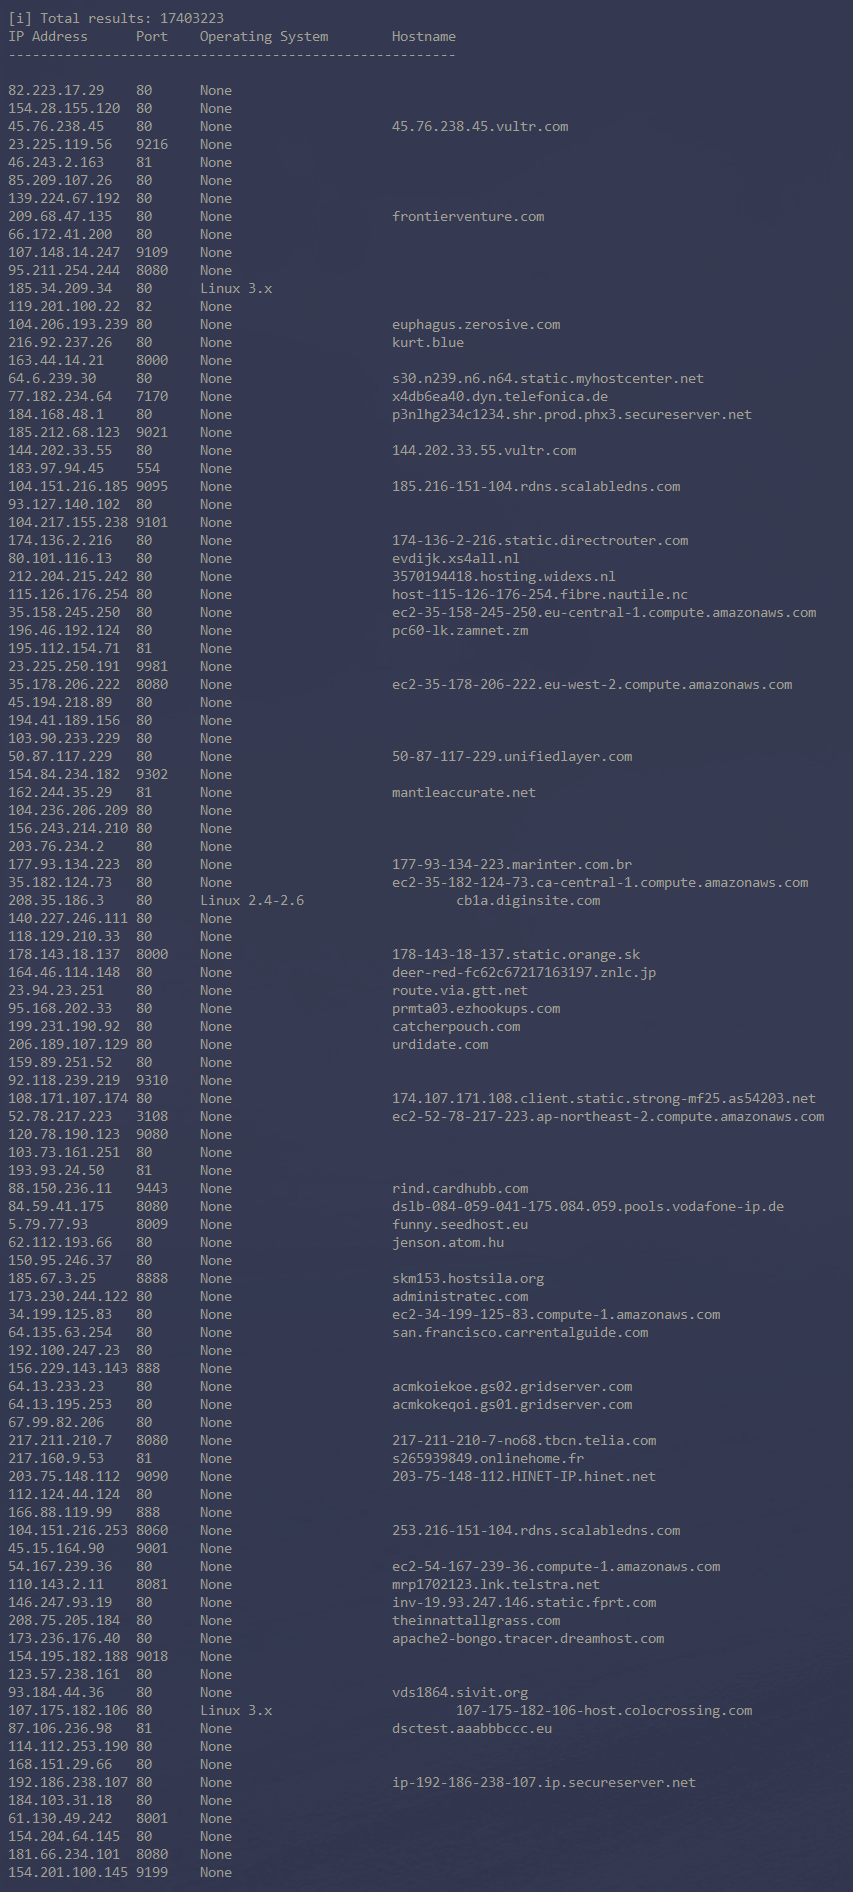 [i] Total results: 17403223
IP Address      Port    Operating System        Hostname
--------------------------------------------------------
82.223.17.29    80      None
154.28.155.120  80      None
45.76.238.45    80      None                    45.76.238.45.vultr.com
23.225.119.56   9216    None
46.243.2.163    81      None
85.209.107.26   80      None
139.224.67.192  80      None
209.68.47.135   80      None                    frontierventure.com
66.172.41.200   80      None
107.148.14.247  9109    None
95.211.254.244  8080    None
185.34.209.34   80      Linux 3.x
119.201.100.22  82      None
104.206.193.239 80      None                    euphagus.zerosive.com
216.92.237.26   80      None                    kurt.blue
163.44.14.21    8000    None
64.6.239.30     80      None                    s30.n239.n6.n64.static.myhostcenter.net
77.182.234.64   7170    None                    x4db6ea40.dyn.telefonica.de
184.168.48.1    80      None                    p3nlhg234c1234.shr.prod.phx3.secureserver.net
185.212.68.123  9021    None
144.202.33.55   80      None                    144.202.33.55.vultr.com
183.97.94.45    554     None
104.151.216.185 9095    None                    185.216-151-104.rdns.scalabledns.com
93.127.140.102  80      None
104.217.155.238 9101    None
174.136.2.216   80      None                    174-136-2-216.static.directrouter.com
80.101.116.13   80      None                    evdijk.xs4all.nl
212.204.215.242 80      None                    3570194418.hosting.widexs.nl
115.126.176.254 80      None                    host-115-126-176-254.fibre.nautile.nc
35.158.245.250  80      None                    ec2-35-158-245-250.eu-central-1.compute.amazonaws.com
196.46.192.124  80      None                    pc60-lk.zamnet.zm
195.112.154.71  81      None
23.225.250.191  9981    None
35.178.206.222  8080    None                    ec2-35-178-206-222.eu-west-2.compute.amazonaws.com
45.194.218.89   80      None
194.41.189.156  80      None
103.90.233.229  80      None
50.87.117.229   80      None                    50-87-117-229.unifiedlayer.com
154.84.234.182  9302    None
162.244.35.29   81      None                    mantleaccurate.net
104.236.206.209 80      None
156.243.214.210 80      None
203.76.234.2    80      None
177.93.134.223  80      None                    177-93-134-223.marinter.com.br
35.182.124.73   80      None                    ec2-35-182-124-73.ca-central-1.compute.amazonaws.com
208.35.186.3    80      Linux 2.4-2.6                   cb1a.diginsite.com
140.227.246.111 80      None
118.129.210.33  80      None
178.143.18.137  8000    None                    178-143-18-137.static.orange.sk
164.46.114.148  80      None                    deer-red-fc62c67217163197.znlc.jp
23.94.23.251    80      None                    route.via.gtt.net
95.168.202.33   80      None                    prmta03.ezhookups.com
199.231.190.92  80      None                    catcherpouch.com
206.189.107.129 80      None                    urdidate.com
159.89.251.52   80      None
92.118.239.219  9310    None
108.171.107.174 80      None                    174.107.171.108.client.static.strong-mf25.as54203.net
52.78.217.223   3108    None                    ec2-52-78-217-223.ap-northeast-2.compute.amazonaws.com
120.78.190.123  9080    None
103.73.161.251  80      None
193.93.24.50    81      None
88.150.236.11   9443    None                    rind.cardhubb.com
84.59.41.175    8080    None                    dslb-084-059-041-175.084.059.pools.vodafone-ip.de
5.79.77.93      8009    None                    funny.seedhost.eu
62.112.193.66   80      None                    jenson.atom.hu
150.95.246.37   80      None
185.67.3.25     8888    None                    skm153.hostsila.org
173.230.244.122 80      None                    administratec.com
34.199.125.83   80      None                    ec2-34-199-125-83.compute-1.amazonaws.com
64.135.63.254   80      None                    san.francisco.carrentalguide.com
192.100.247.23  80      None
156.229.143.143 888     None
64.13.233.23    80      None                    acmkoiekoe.gs02.gridserver.com
64.13.195.253   80      None                    acmkokeqoi.gs01.gridserver.com
67.99.82.206    80      None
217.211.210.7   8080    None                    217-211-210-7-no68.tbcn.telia.com
217.160.9.53    81      None                    s265939849.onlinehome.fr
203.75.148.112  9090    None                    203-75-148-112.HINET-IP.hinet.net
112.124.44.124  80      None
166.88.119.99   888     None
104.151.216.253 8060    None                    253.216-151-104.rdns.scalabledns.com
45.15.164.90    9001    None
54.167.239.36   80      None                    ec2-54-167-239-36.compute-1.amazonaws.com
110.143.2.11    8081    None                    mrp1702123.lnk.telstra.net
146.247.93.19   80      None                    inv-19.93.247.146.static.fprt.com
208.75.205.184  80      None                    theinnattallgrass.com
173.236.176.40  80      None                    apache2-bongo.tracer.dreamhost.com
154.195.182.188 9018    None
123.57.238.161  80      None
93.184.44.36    80      None                    vds1864.sivit.org
107.175.182.106 80      Linux 3.x                       107-175-182-106-host.colocrossing.com
87.106.236.98   81      None                    dsctest.aaabbbccc.eu
114.112.253.190 80      None
168.151.29.66   80      None
192.186.238.107 80      None                    ip-192-186-238-107.ip.secureserver.net
184.103.31.18   80      None
61.130.49.242   8001    None
154.204.64.145  80      None
181.66.234.101  8080    None
154.201.100.145 9199    None